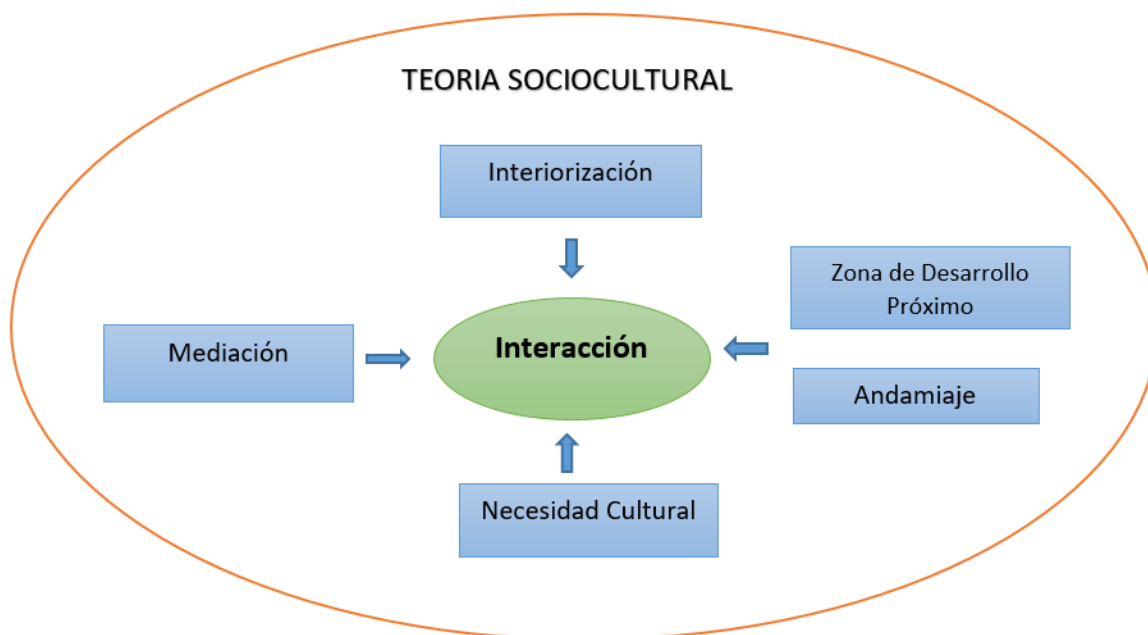 TEORIA SOCIOCULTURAL
Interiorización
Zona de Desarrollo
Próximo
Mediación
Interacción
Andamiaje
Necesidad Cultural